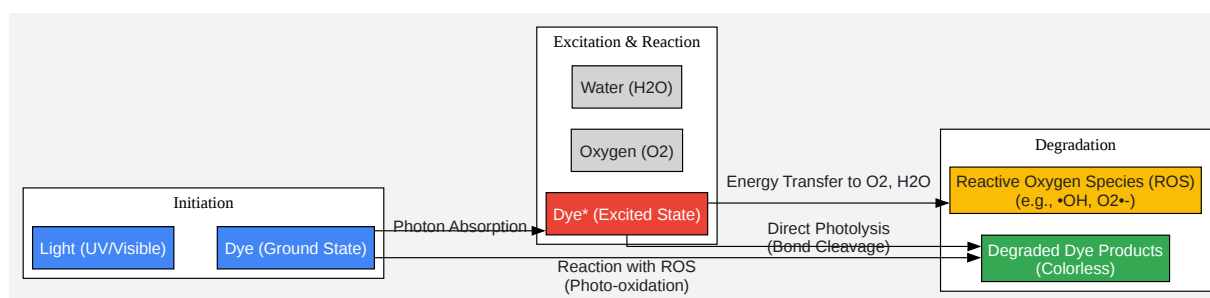 Initiation
Light (UV/Visible)
Dye (Ground State)
Photon Absorption
Excitation & Reaction
Water (H2O)
Oxygen (O2)
Dye* (Excited State)
Energy Transfer to O2, H2O
Direct Photolysis
(Bond Cleavage)
Reaction with ROS
(Photo-oxidation)
Degradation
Reactive Oxygen Species (ROS)
(e.g., •OH, O2•-)
Degraded Dye Products
(Colorless)